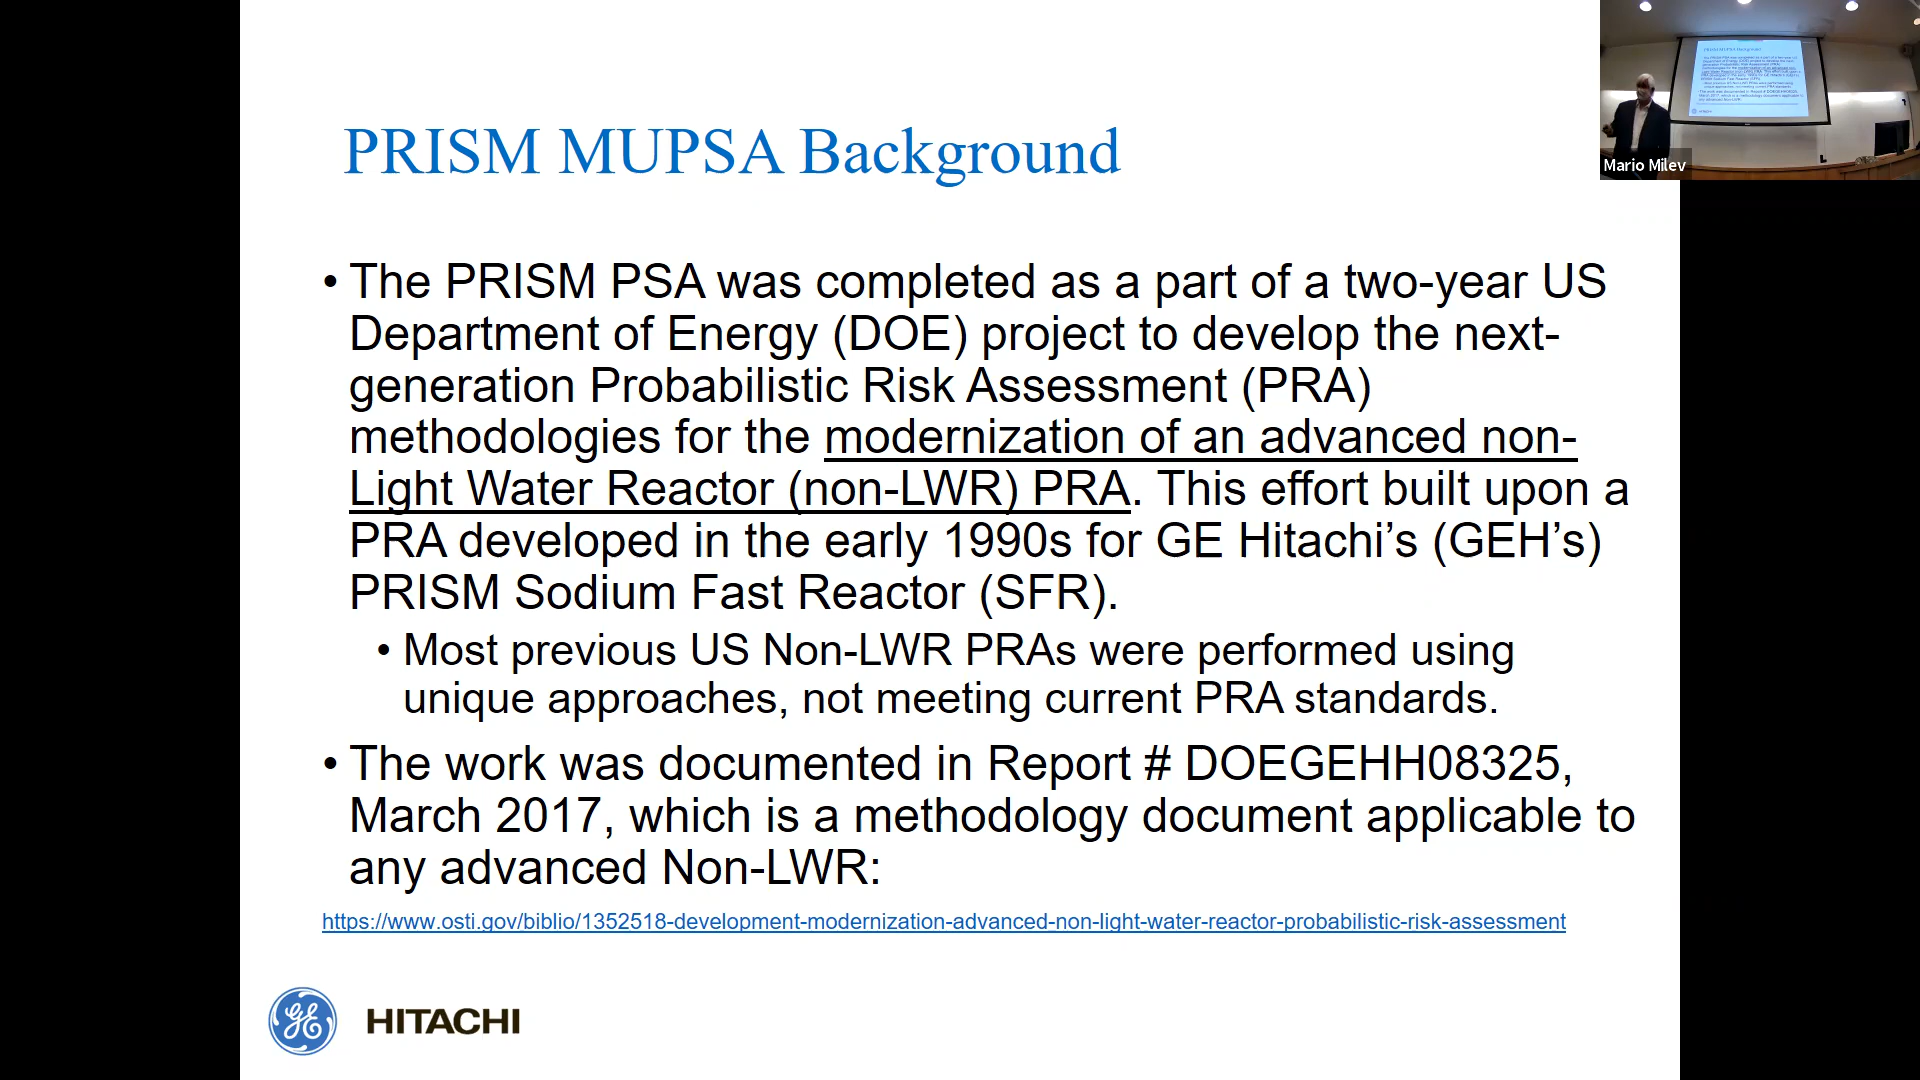 PRISM MUPSA Background
• The PRISM PSA was completed as a part of a two-year US
Department of Energy (DOE) project to develop the next-
generation Probabilistic Risk Assessment (PRA)
methodologies for the modernization of an advanced non-
Light Water Reactor (non-LWR) PRA. This effort built upon a
PRA developed in the early 1990s for GE Hitachi’s (GEH’s)
PRISM Sodium Fast Reactor (SFR).
• Most previous US Non-LWR PRAs were performed using
unique approaches, not meeting current PRA standards.
• The work was documented in Report # DOEGEHH08325,
March 2017, which is a methodology document applicable to
any advanced Non-LWR:
https://www.osti.gov/biblio/1352518-development-modernization-advanced-non-light-water-reactor-probabilistic-risk-assessment
GE HITACHI
Mario Milev